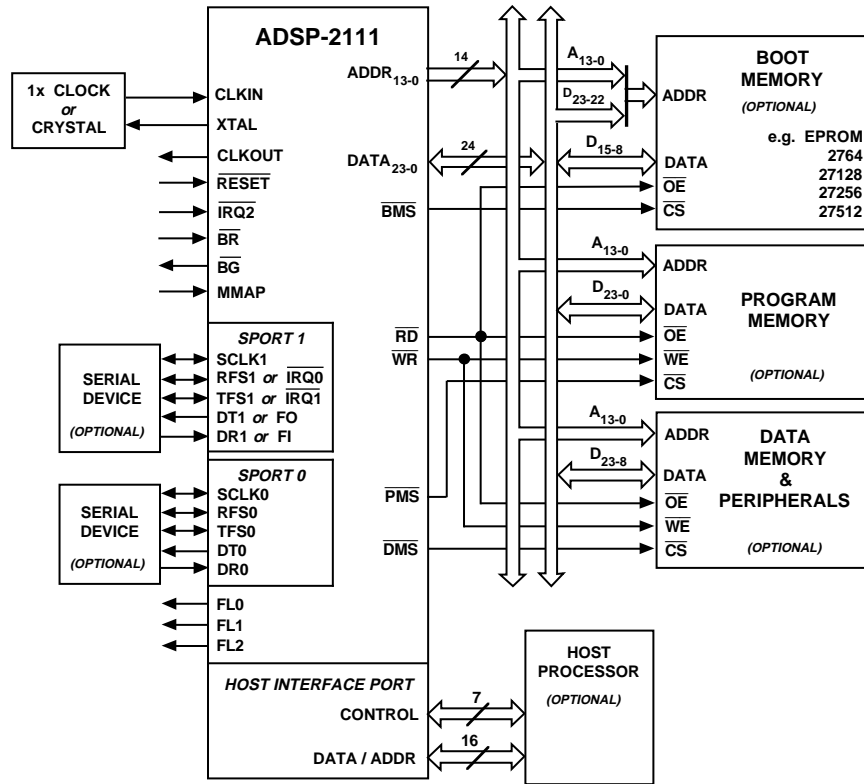 ADSP-2111
1x CLOCK
or
CRYSTAL
CLKIN
XTAL
CLKOUT
RESET
IRQ2
BR
BG
MMAP
ADDR13-0
14
DATA23-0
24
BMS
RD
WR
PMS
DMS
SPORT 1
SCLK1
RFS1 or IRQ0
TFS1 or IRQ1
DT1 or FO
DR1 or FI
SERIAL
DEVICE
(OPTIONAL)
SPORT 0
SCLK0
RFS0
TFS0
DT0
DR0
SERIAL
DEVICE
(OPTIONAL)
FL0
FL1
FL2
HOST INTERFACE PORT
CONTROL
7
DATA / ADDR
16
HOST
PROCESSOR
(OPTIONAL)
A13-0
D23-22
D15-8
ADDR
DATA
OE
CS
BOOT
MEMORY
(OPTIONAL)
e.g. EPROM
2764
27128
27256
27512
A13-0
D23-0
ADDR
DATA
OE
WE
CS
PROGRAM
MEMORY
(OPTIONAL)
A13-0
D23-8
ADDR
DATA
OE
WE
CS
DATA
MEMORY
&
PERIPHERALS
(OPTIONAL)